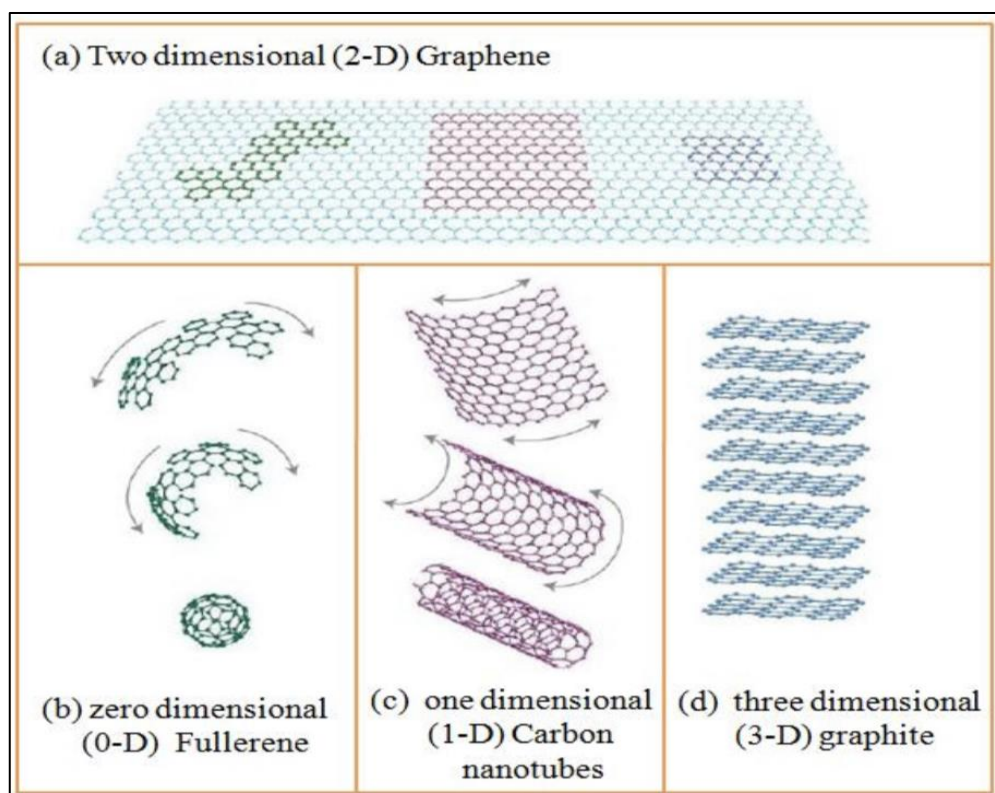 (a) Two dimensional (2-D) Graphene
(b) zero dimensional
(0-D) Fullerene
(c) one dimensional
(1-D) Carbon
nanotubes
(d) three dimensional
(3-D) graphite